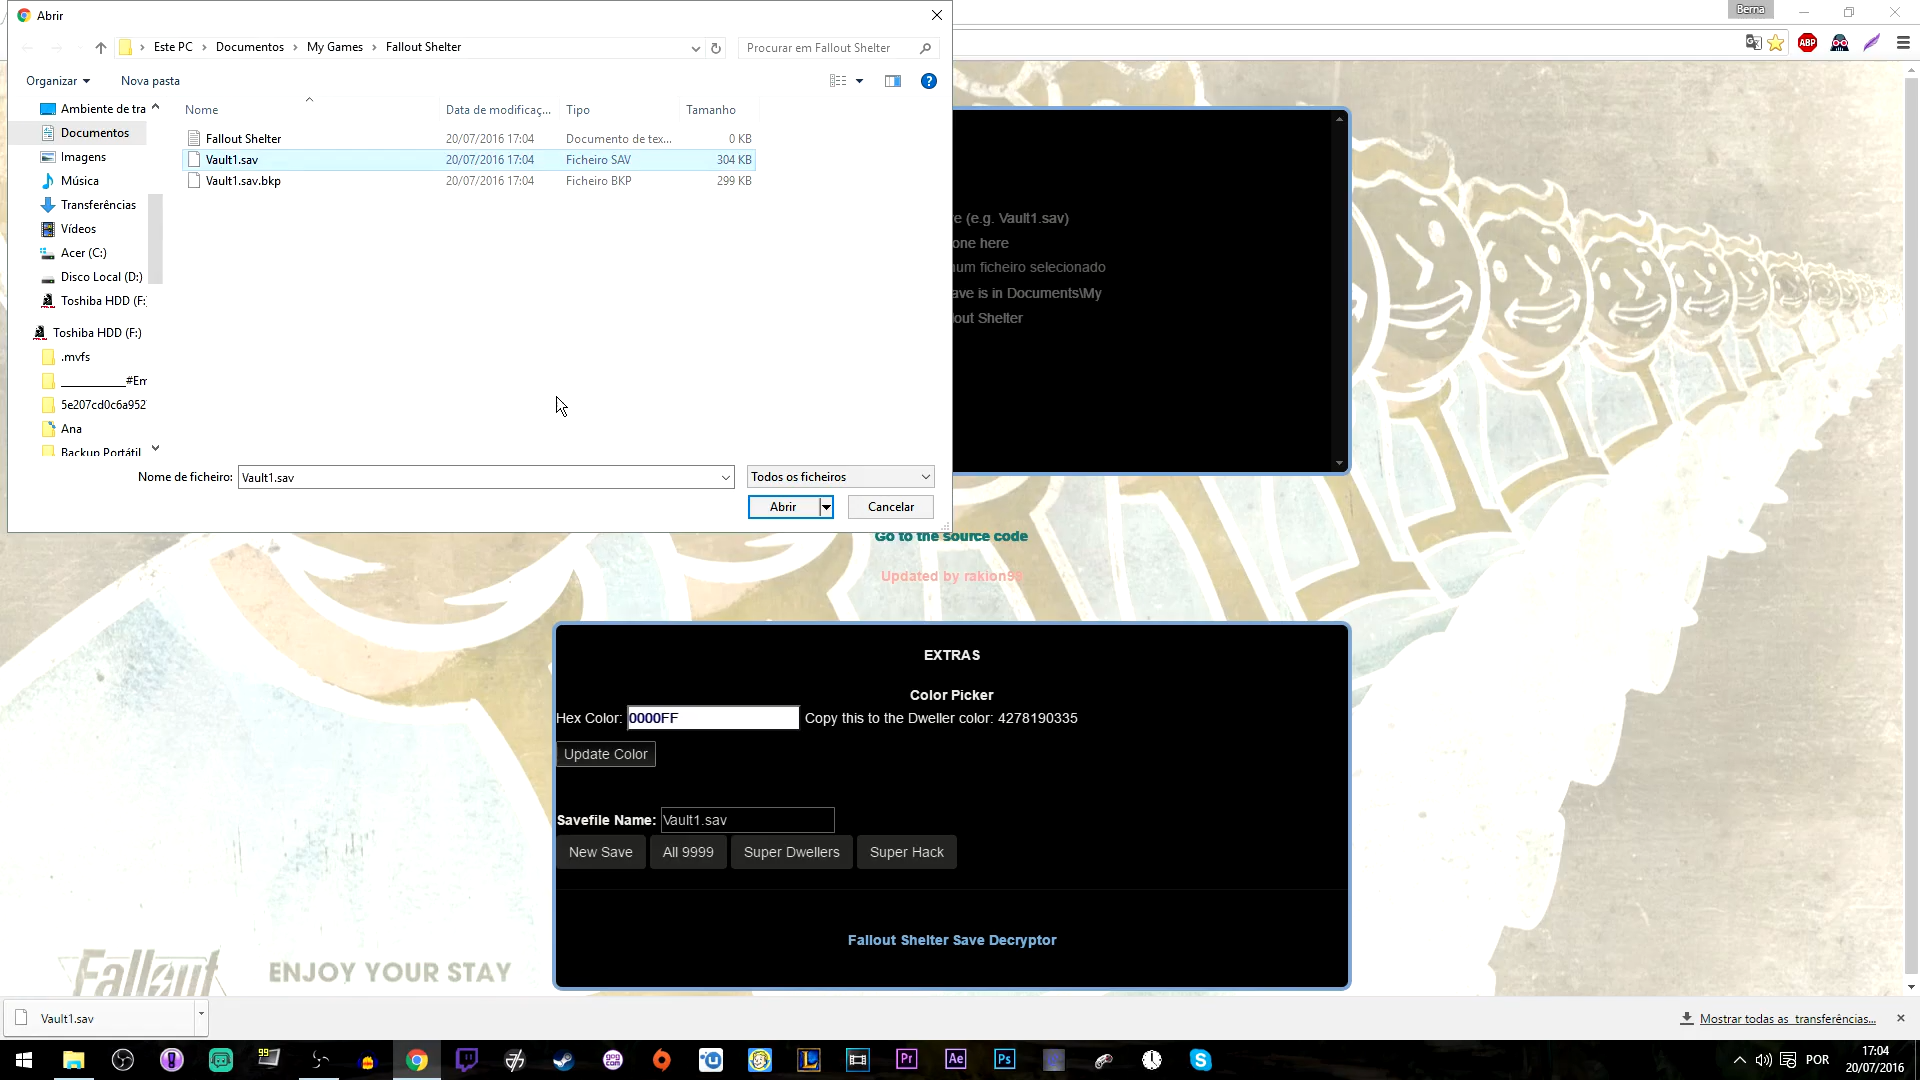 Abrir
Berna
Este PC > Documentos > My Games > Fallout Shelter
Procurar em Fallout Shelter
ABP
Organizar
Nova pasta
Ambiente de tra
Documentos
Imagens
Música
Transferências
Vídeos
Acer (C:)
Disco Local (D:)
Toshiba HDD (F:
Toshiba HDD (F:)
.mvfs
___________#Em
5e207cd0c6a952
Ana
Backup Portátil
Nome Data de modificaç... Tipo Tamanho
Fallout Shelter 20/07/2016 17:04 Documento de tex... 0 KB
Vault1.sav 20/07/2016 17:04 Ficheiro SAV 304 KB
Vault1.sav.bkp 20/07/2016 17:04 Ficheiro BKP 299 KB
Nome de ficheiro: Vault1.sav
Todos os ficheiros
Abrir
Cancelar
e (e.g. Vault1.sav)
one here
um ficheiro selecionado
ave is in Documents\My
out Shelter
Go to the source code
Updated by rakion99
EXTRAS
Color Picker
Hex Color: 0000FF Copy this to the Dweller color: 4278190335
Update Color
Savefile Name: Vault1.sav
New Save All 9999 Super Dwellers Super Hack
Fallout Shelter Save Decryptor
Fallout
ENJOY YOUR STAY
Vault1.sav
Mostrar todas as transferências...
99
gog
com
Pr
Ae
Ps
POR
17:04
20/07/2016